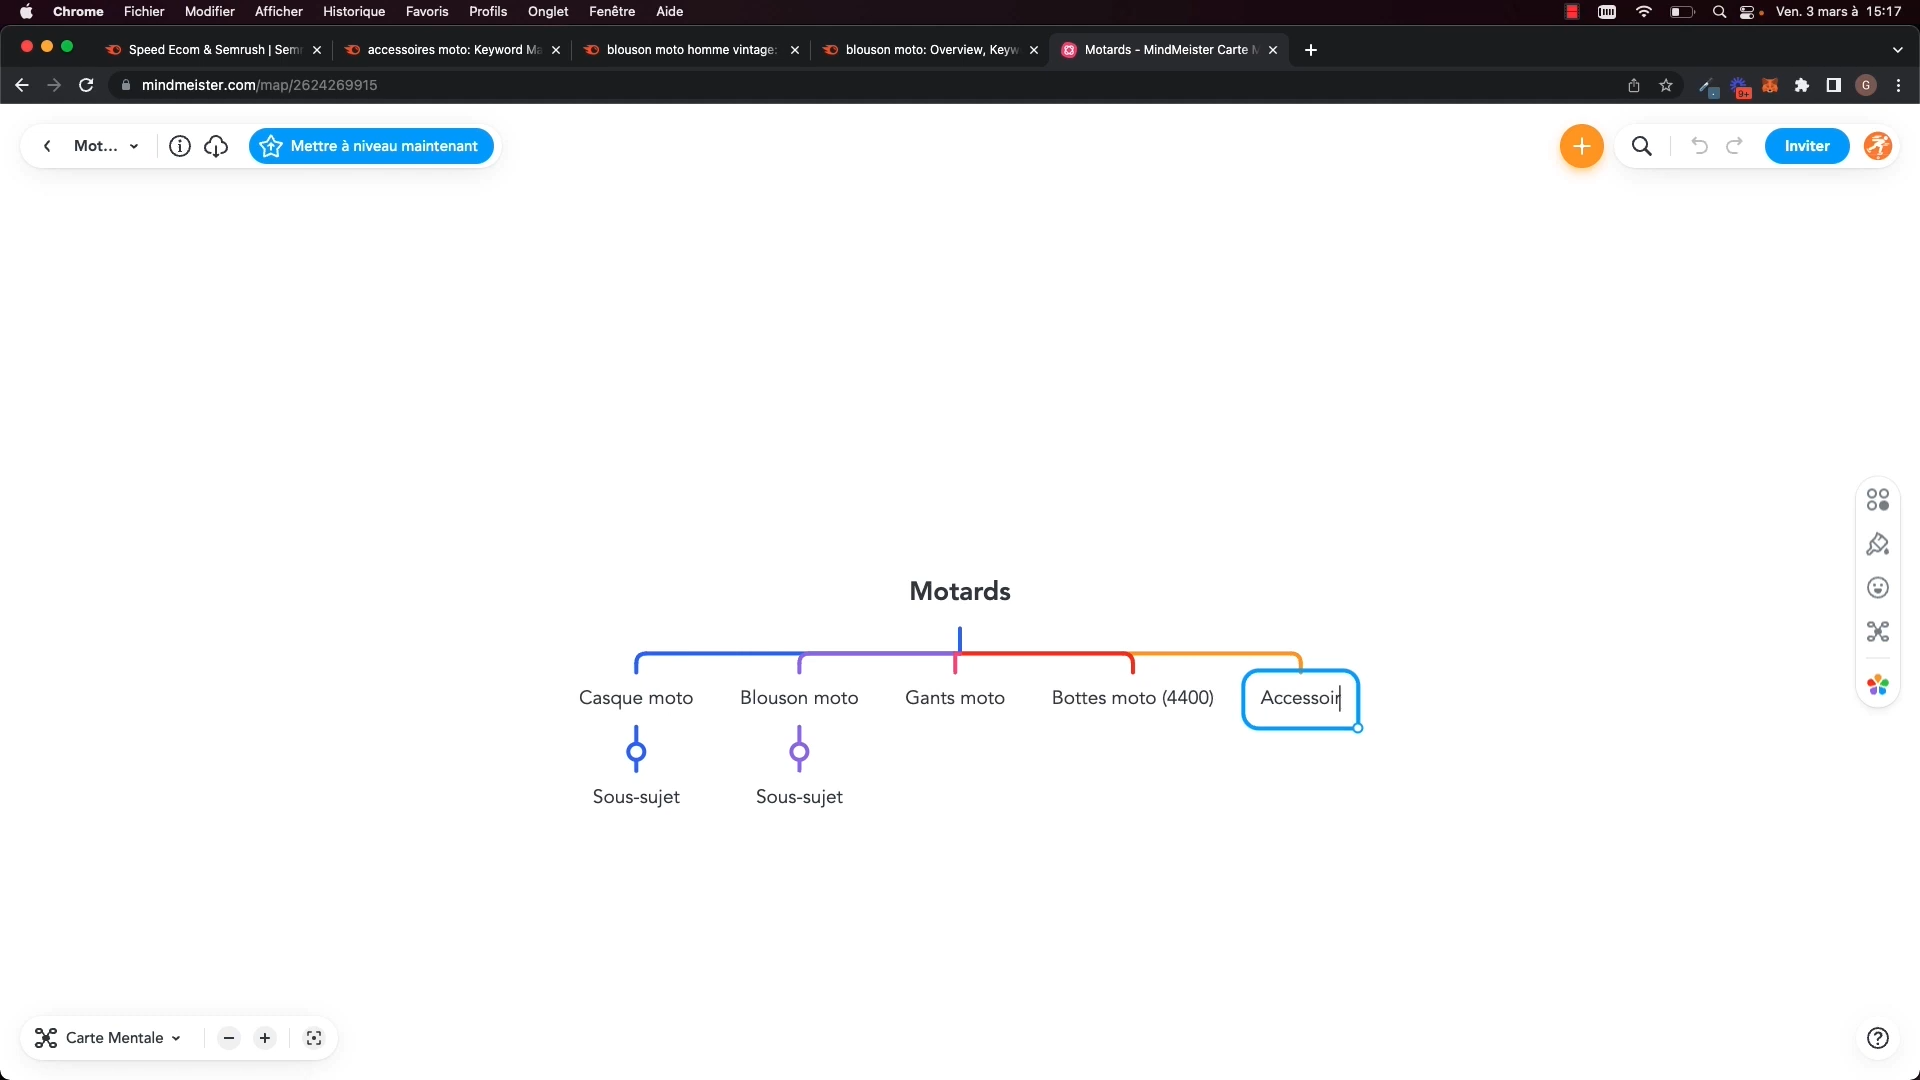 Chrome Fichier Modifier Afficher Historique Favoris Profils Onglet Fenêtre Aide Ven. 3 mars à 15:17
Speed Ecom & Semrush | Sem accessoires moto: Keyword Ma blouson moto homme vintage: blouson moto: Overview, Keyw Motards - MindMeister Carte M
mindmeister.com/map/2624269915 9+ G
Mot... Mettre à niveau maintenant Inviter
Motards
Casque moto Blouson moto Gants moto Bottes moto (4400) Accessoir
Sous-sujet Sous-sujet
Carte Mentale